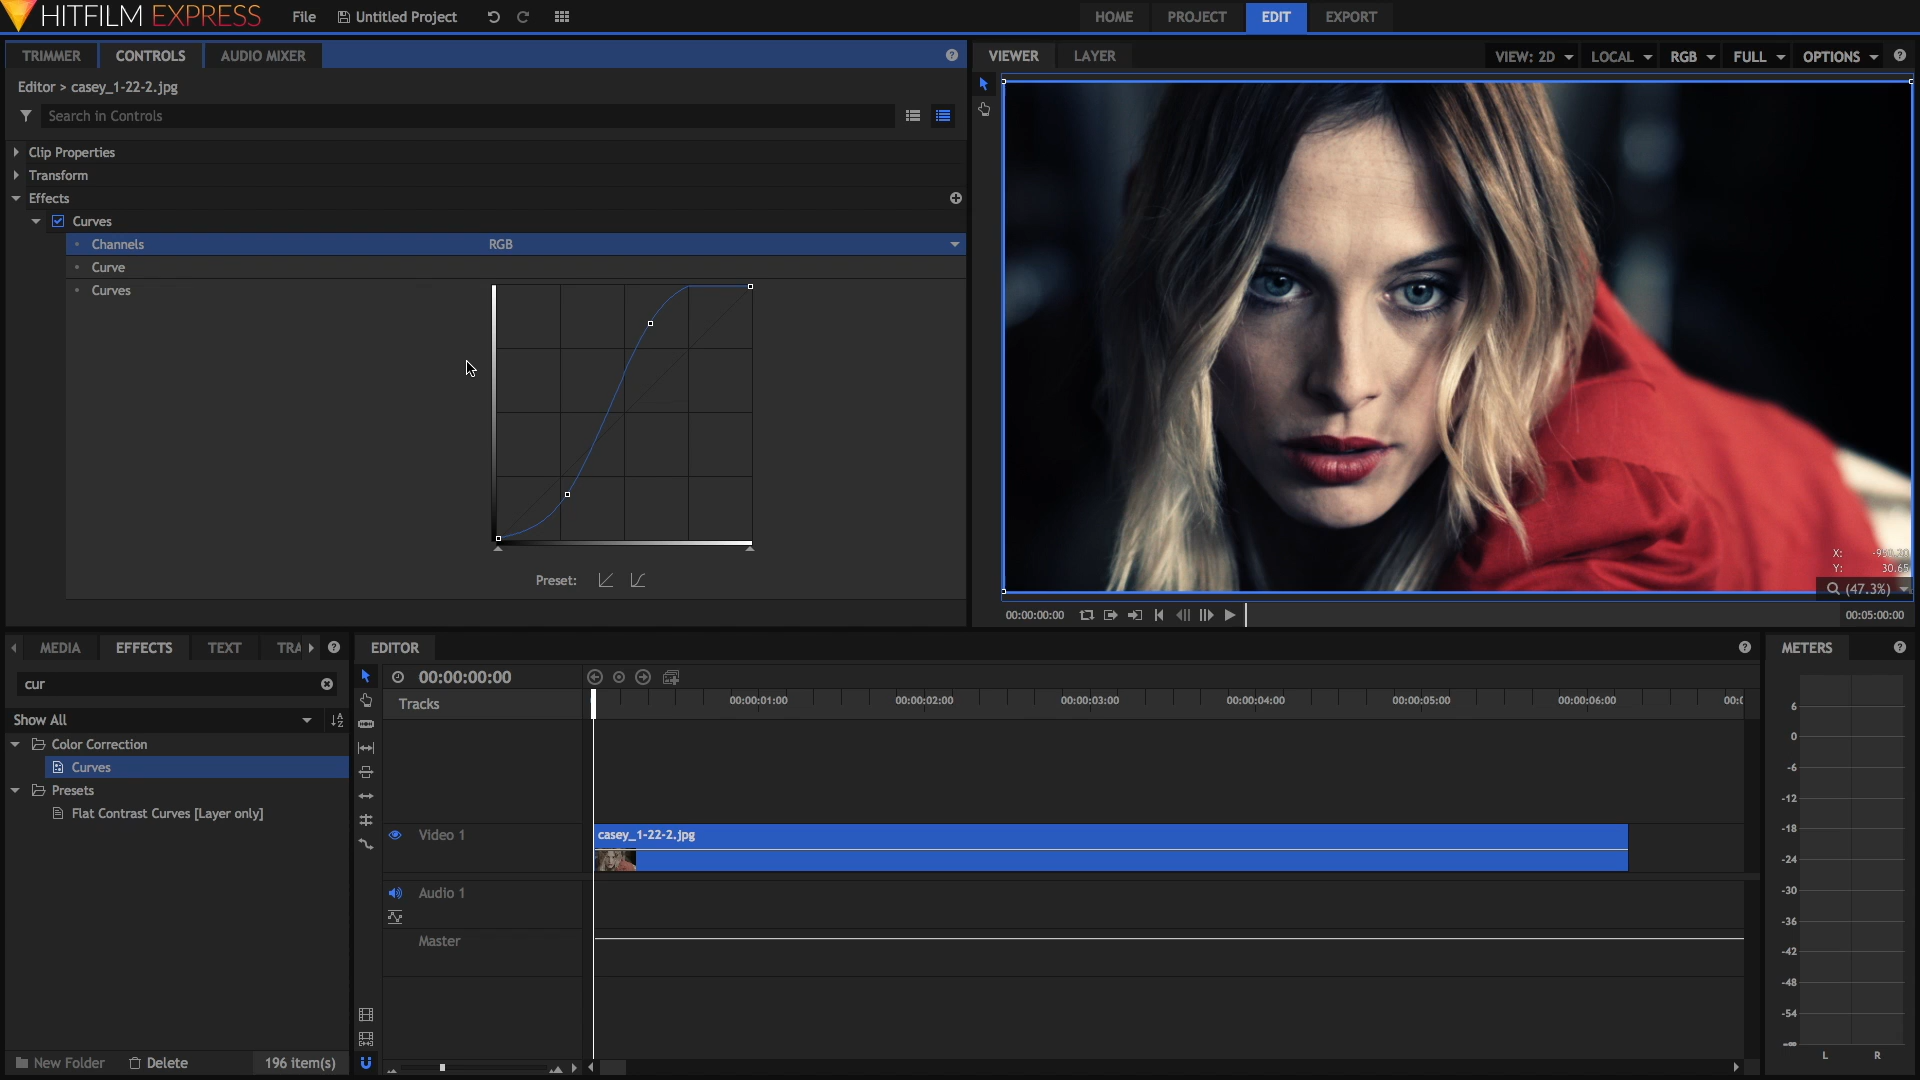 HITFILM EXPRESS
File
Untitled Project
HOME
PROJECT
EDIT
EXPORT
TRIMMER
CONTROLS
AUDIO MIXER
Editor > casey_1-22-2.jpg
Search in Controls
Clip Properties
Transform
Effects
Curves
Channels
RGB
Curve
Curves
Preset:
VIEWER
LAYER
VIEW: 2D
LOCAL
RGB
FULL
OPTIONS
X:
Y: 30.65
(47.3%)
00:00:00:00
00:05:00:00
MEDIA
EFFECTS
TEXT
TRA
cur
Show All
Color Correction
Curves
Presets
Flat Contrast Curves [Layer only]
New Folder
Delete
196 item(s)
EDITOR
00:00:00:00
Tracks
00:00:01:00
00:00:02:00
00:00:03:00
00:00:04:00
00:00:05:00
00:00:06:00
00:0
Video 1
casey_1-22-2.jpg
Audio 1
Master
METERS
6
0
-6
-12
-18
-24
-30
-36
-42
-48
-54
-∞
L
R